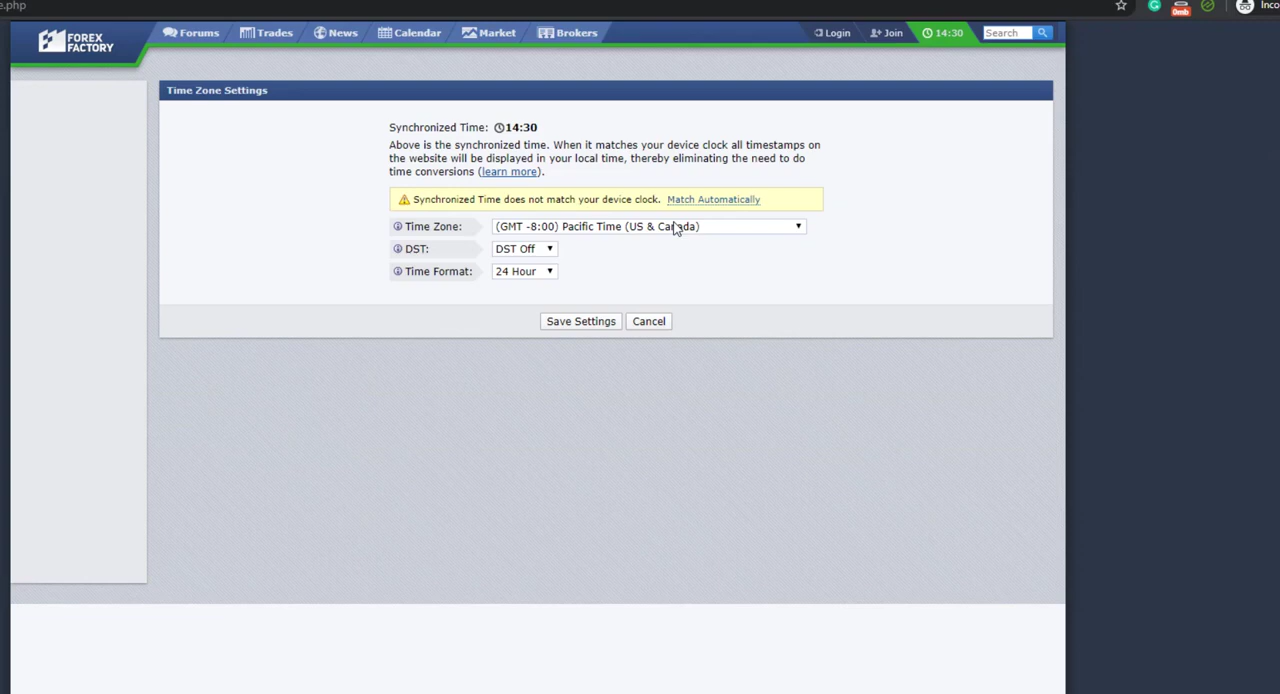 e.php
0mb
Inco
FOREX
FACTORY
Forums
Trades
News
Calendar
Market
Brokers
Login
Join
14:30
Search
Time Zone Settings
Synchronized Time: 14:30
Above is the synchronized time. When it matches your device clock all timestamps on
the website will be displayed in your local time, thereby eliminating the need to do
time conversions (learn more).
Synchronized Time does not match your device clock. Match Automatically
Time Zone: (GMT -8:00) Pacific Time (US & Canada)
DST: DST Off
Time Format: 24 Hour
Save Settings Cancel